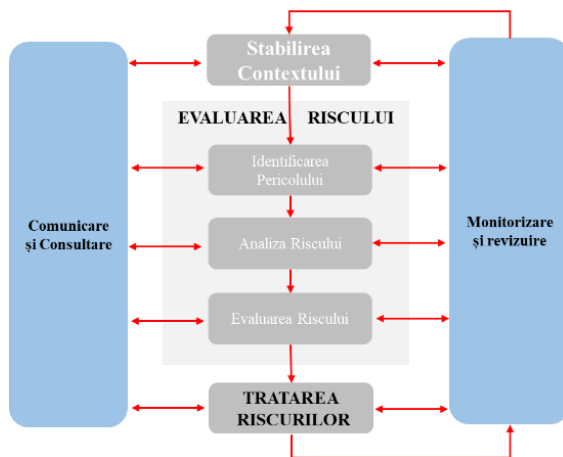 Stabilirea
Contextului
EVALUAREA RISCULUI
Identificarea
Pericolului
Comunicare
și Consultare
Analiza Riscului
Monitorizare
și revizuire
Evaluarea Riscului
TRATAREA
RISCURILOR